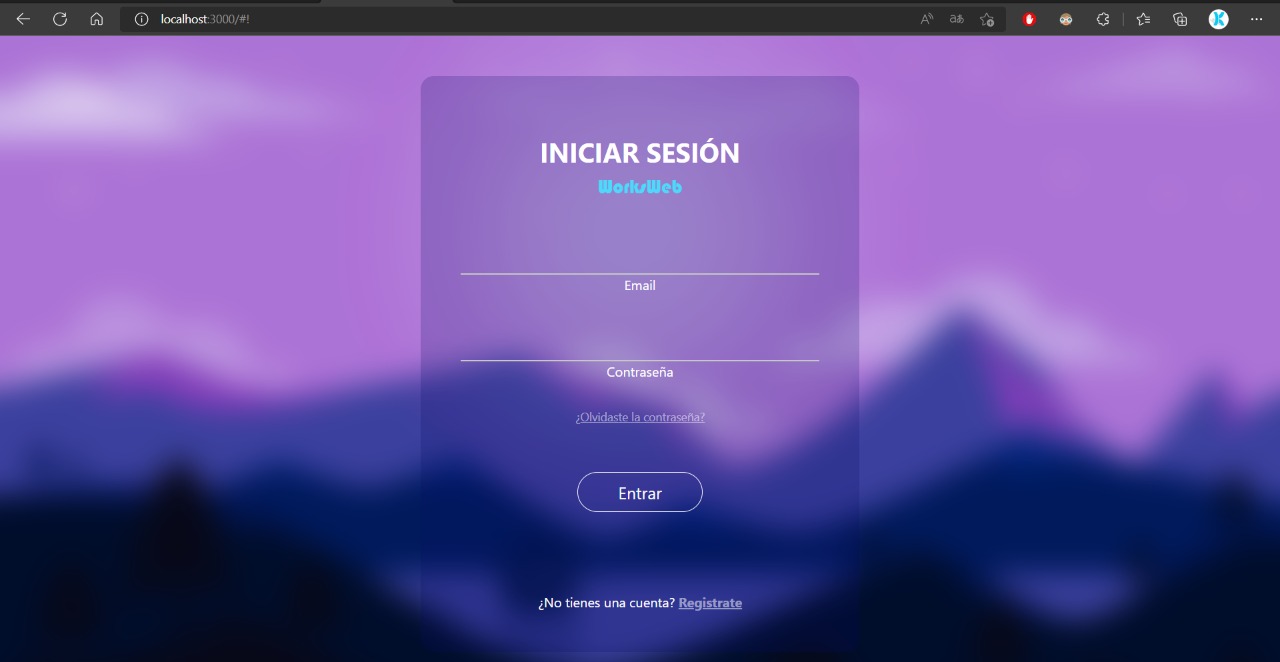 localhost:3000/#!
INICIAR SESIÓN
WorksWeb
Email
Contraseña
¿Olvidaste la contraseña?
Entrar
¿No tienes una cuenta? Registrate